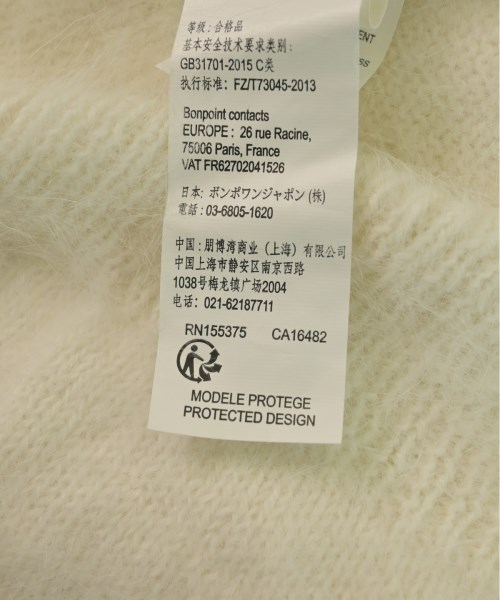 等级：合格品
基本安全技术要求类别：
GB31701-2015 C类
执行标准：FZ/T73045-2013
Bonpoint contacts
EUROPE : 26 rue Racine,
75006 Paris, France
VAT FR62702041526
日本：ボンポワンジャポン (株)
電話：03-6805-1620
中国：朋博湾商业（上海）有限公司
中国上海市静安区南京西路
1038号梅龙镇广场2004
电话：021-62187711
RN155375 CA16482
MODELE PROTEGE
PROTECTED DESIGN